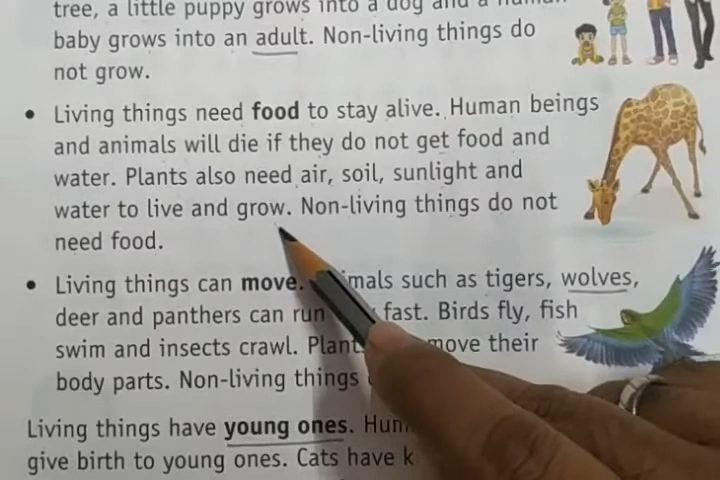 tree, a little puppy grows into a dog and a human
baby grows into an adult. Non-living things do
not grow.
• Living things need food to stay alive. Human beings
and animals will die if they do not get food and
water. Plants also need air, soil, sunlight and
water to live and grow. Non-living things do not
need food.
• Living things can move. mals such as tigers, wolves,
deer and panthers can run fast. Birds fly, fish
swim and insects crawl. Plant move their
body parts. Non-living things
Living things have young ones. Hum
give birth to young ones. Cats have k